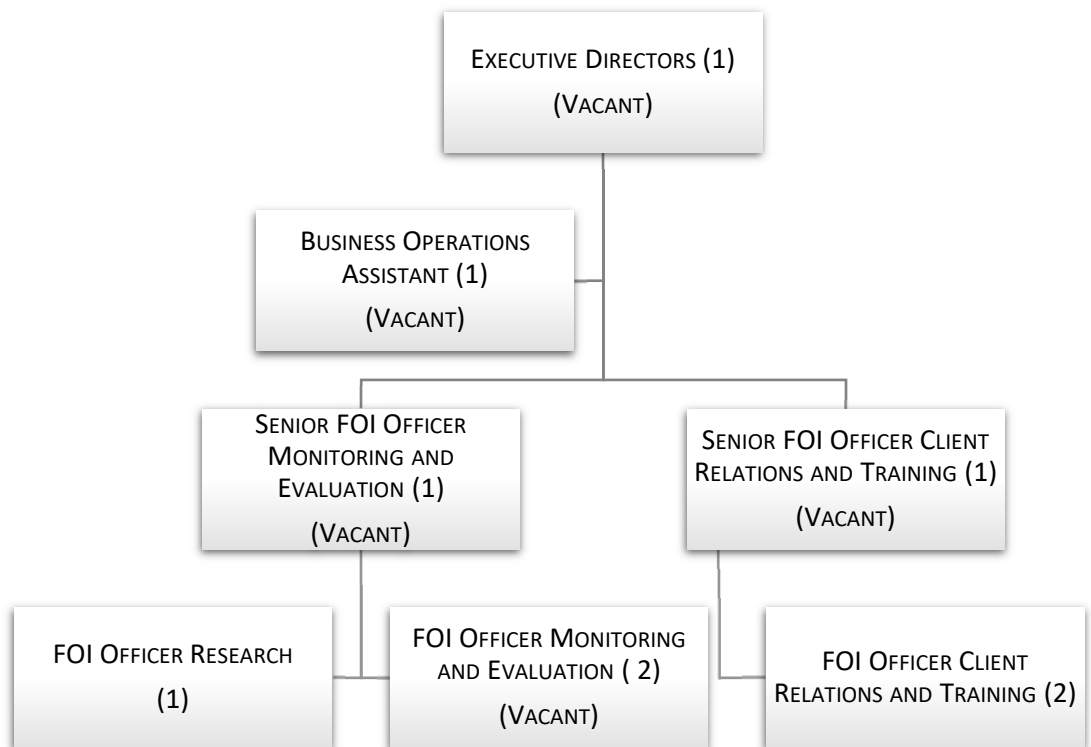 Executive Directors (1)
(Vacant)
Business Operations
Assistant (1)
(Vacant)
Senior FOI Officer
Monitoring and
Evaluation (1)
(Vacant)
Senior FOI Officer Client
Relations and Training (1)
(Vacant)
FOI Officer Research
(1)
FOI Officer Monitoring
and Evaluation ( 2)
(Vacant)
FOI Officer Client
Relations and Training (2)